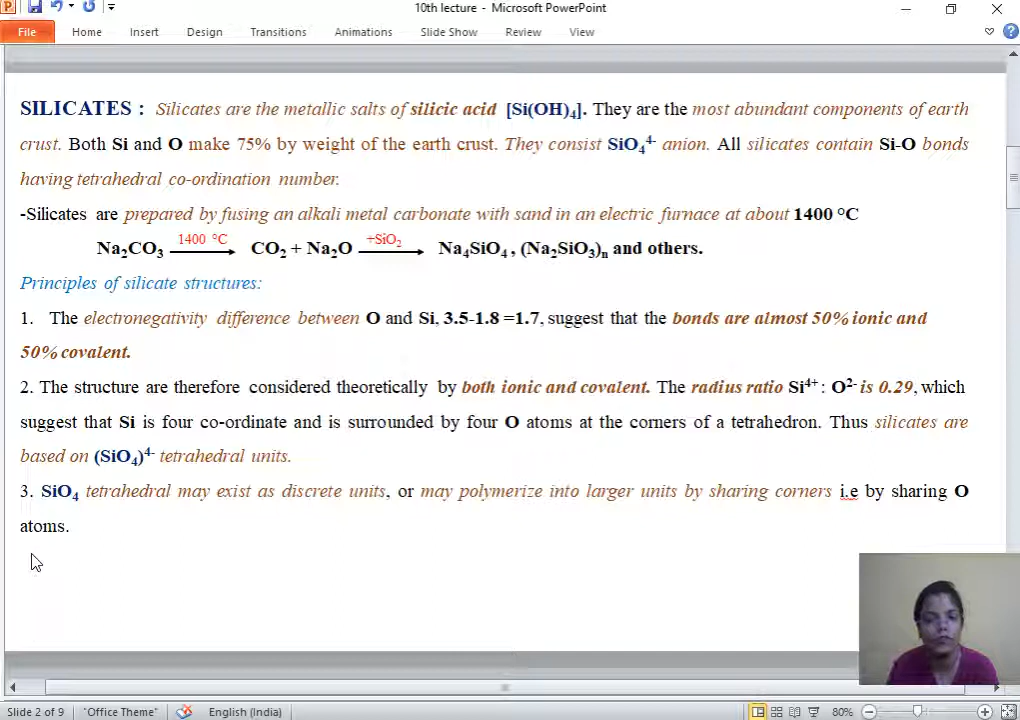 10th lecture - Microsoft PowerPoint
File Home Insert Design Transitions Animations Slide Show Review View
SILICATES : Silicates are the metallic salts of silicic acid [Si(OH)₄]. They are the most abundant components of earth
crust. Both Si and O make 75% by weight of the earth crust. They consist SiO₄⁴⁻ anion. All silicates contain Si-O bonds
having tetrahedral co-ordination number.
-Silicates are prepared by fusing an alkali metal carbonate with sand in an electric furnace at about 1400 °C
Na₂CO₃ 1400 °C → CO₂ + Na₂O +SiO₂ → Na₄SiO₄ , (Na₂SiO₃)ₙ and others.
Principles of silicate structures:
1. The electronegativity difference between O and Si, 3.5-1.8 =1.7, suggest that the bonds are almost 50% ionic and
50% covalent.
2. The structure are therefore considered theoretically by both ionic and covalent. The radius ratio Si⁴⁺ : O²⁻ is 0.29, which
suggest that Si is four co-ordinate and is surrounded by four O atoms at the corners of a tetrahedron. Thus silicates are
based on (SiO₄)⁴⁻ tetrahedral units.
3. SiO₄ tetrahedral may exist as discrete units, or may polymerize into larger units by sharing corners i.e by sharing O
atoms.
Slide 2 of 9 "Office Theme" English (India) 80%